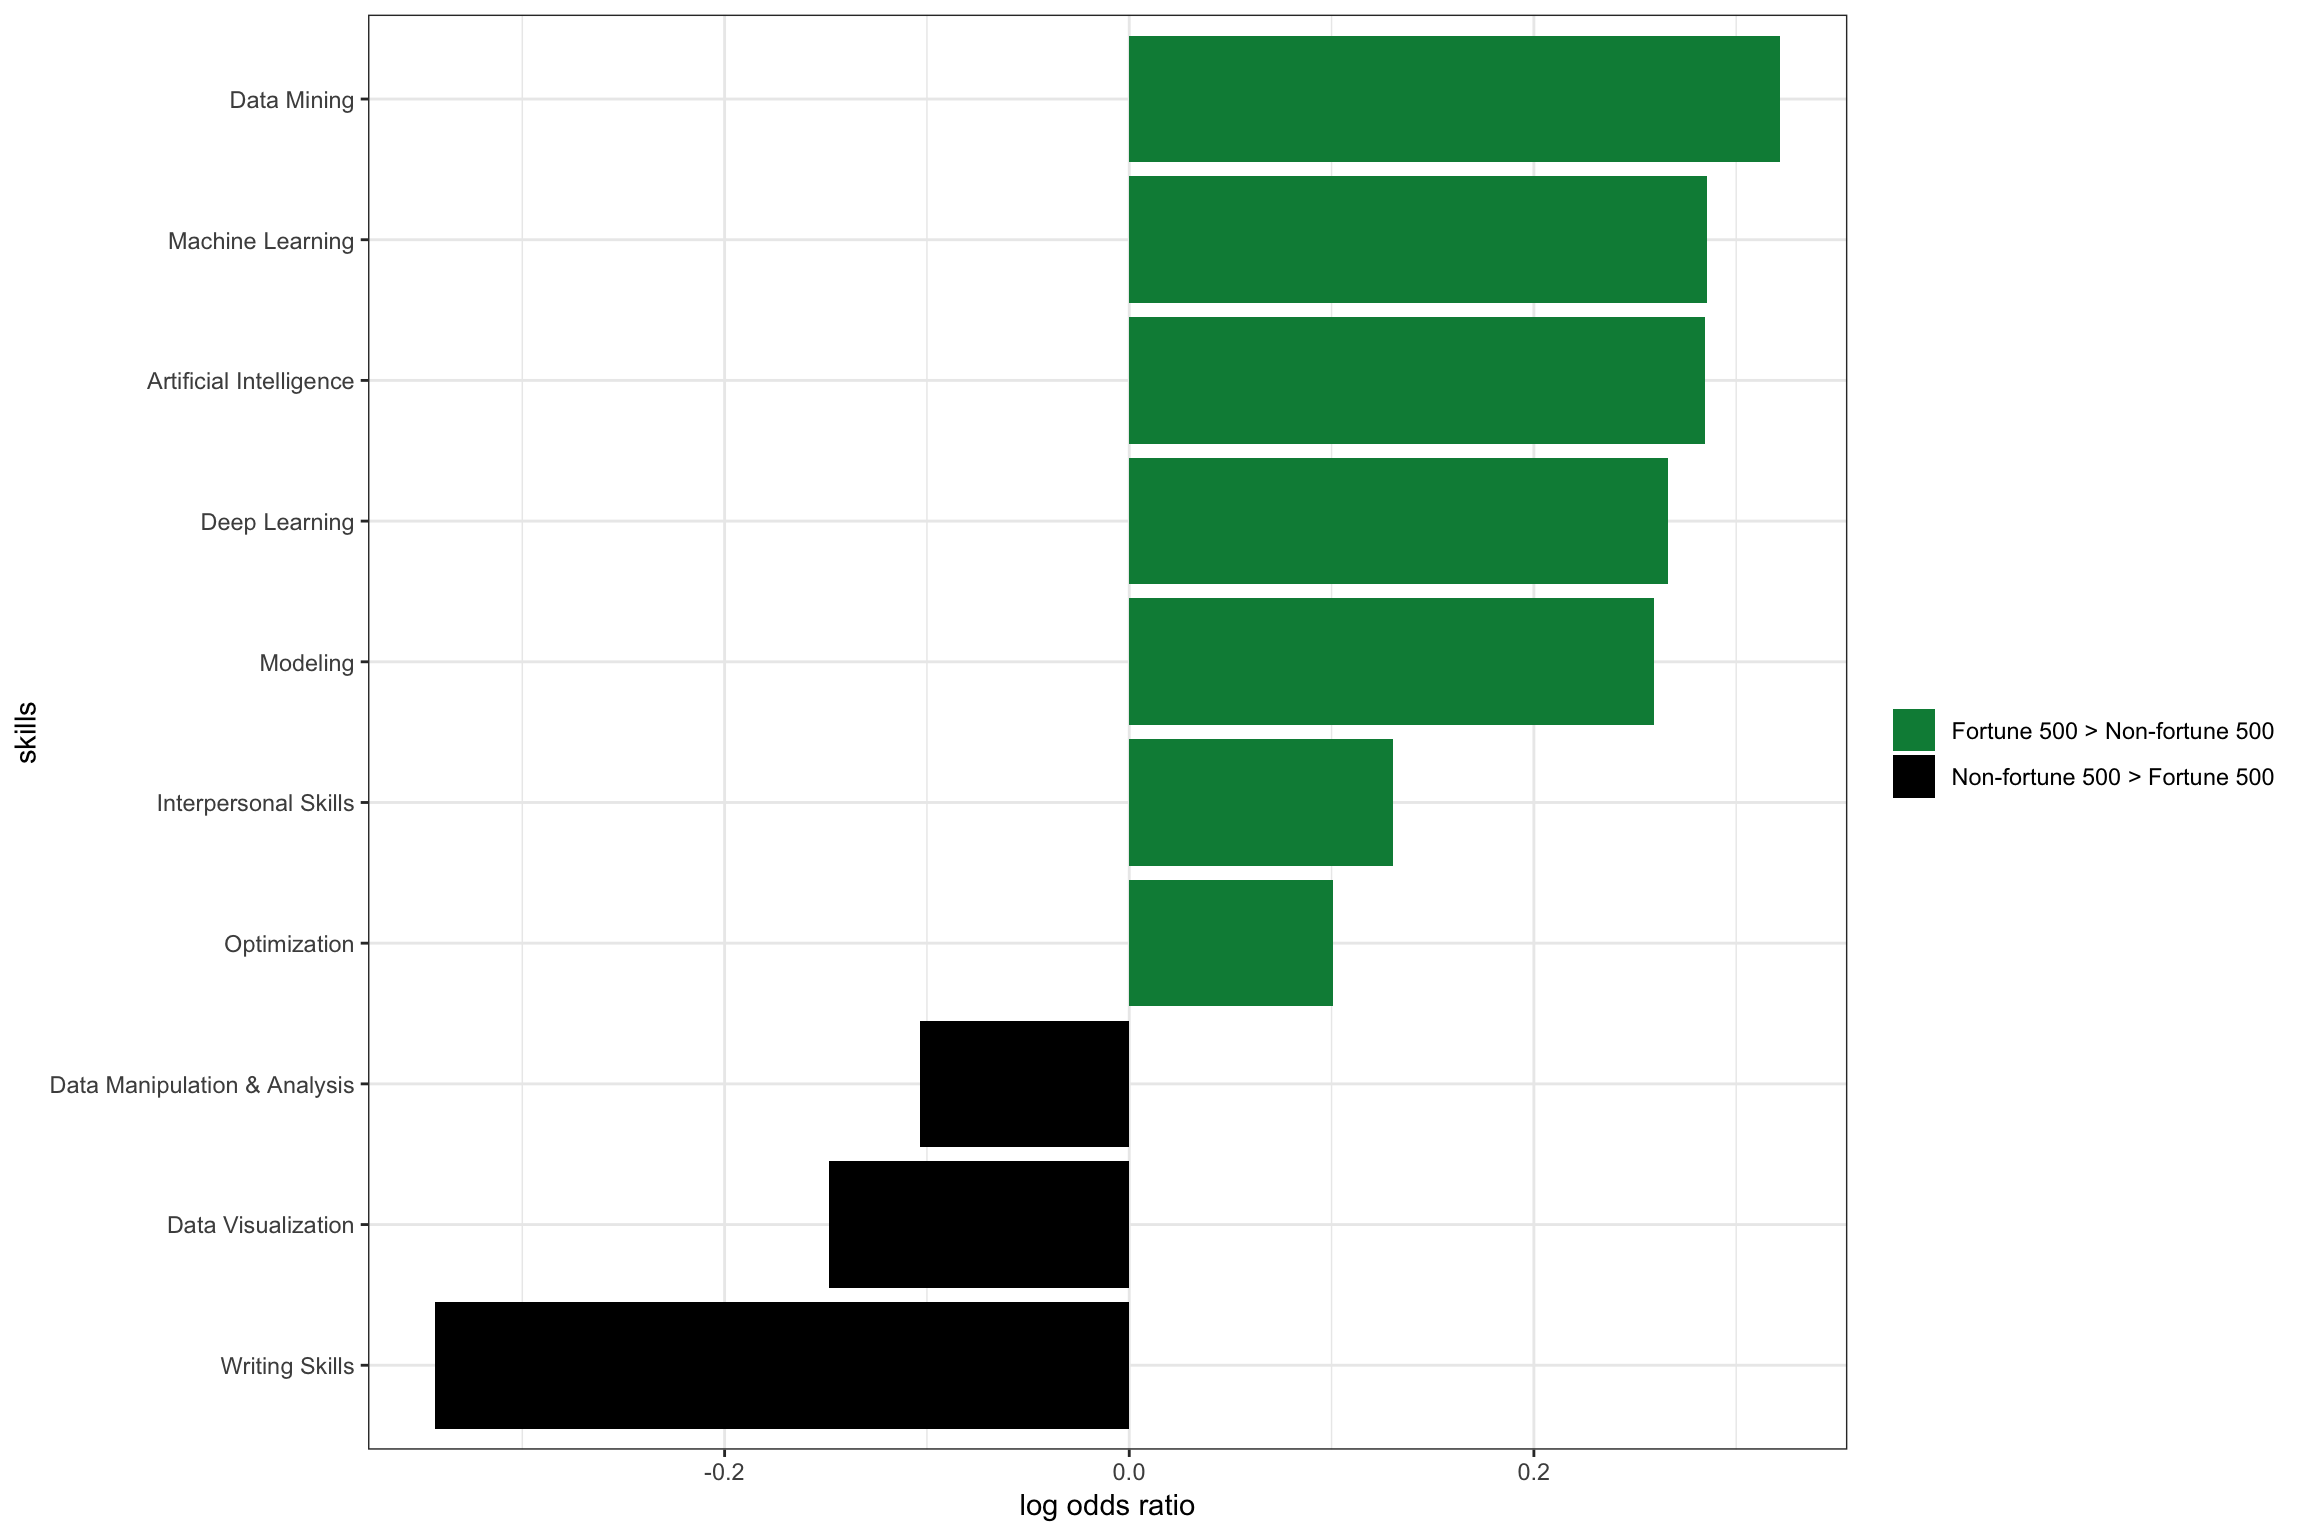 Data Mining
Machine Learning
Artificial Intelligence
Deep Learning
Modeling
Interpersonal Skills
Optimization
Data Manipulation & Analysis
Data Visualization
Writing Skills
skills
-0.2 0.0 0.2
log odds ratio
Fortune 500 > Non-fortune 500
Non-fortune 500 > Fortune 500